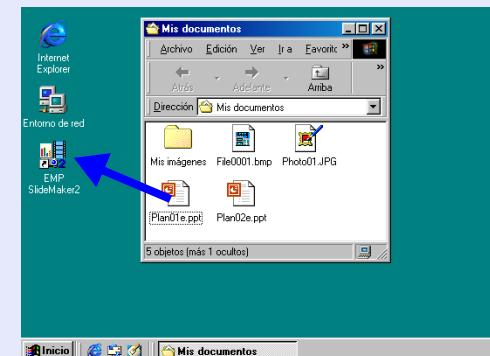 Internet
Explorer
Entorno de red
EMP
SlideMaker2
Mis documentos
Archivo Edición Ver Ir a Favoritc »
Atrás Adelante Arriba »
Dirección Mis documentos
Mis imágenes File0001.bmp Photo01.JPG
Plan01e.ppt Plan02e.ppt
5 objetos (más 1 ocultos)
Inicio Mis documentos